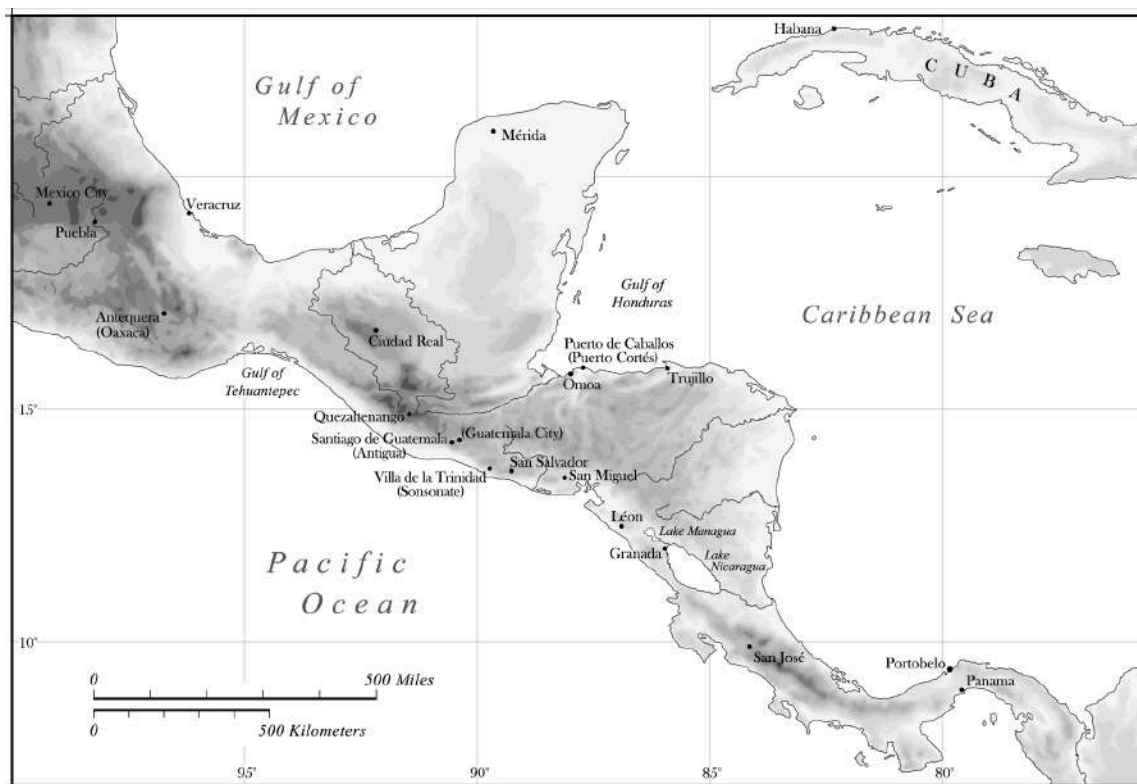 Habana
CUBA
Gulf of
Mexico
Mérida
Mexico City
Veracruz
Puebla
Gulf of
Honduras
Caribbean Sea
Antequera
(Oaxaca)
Ciudad Real
Puerto de Caballos
(Puerto Cortés)
Gulf of
Tehuantepec
Omoa
Trujillo
15°
Quezaltenango
Santiago de Guatemala
(Antigua)
(Guatemala City)
Villa de la Trinidad
(Sonsonate)
San Salvador
San Miguel
Léon
Lake Managua
Granada
Lake
Nicaragua
Pacific
Ocean
10°
San José
Portobelo
Panama
0
500 Miles
0
500 Kilometers
95°
90°
85°
80°